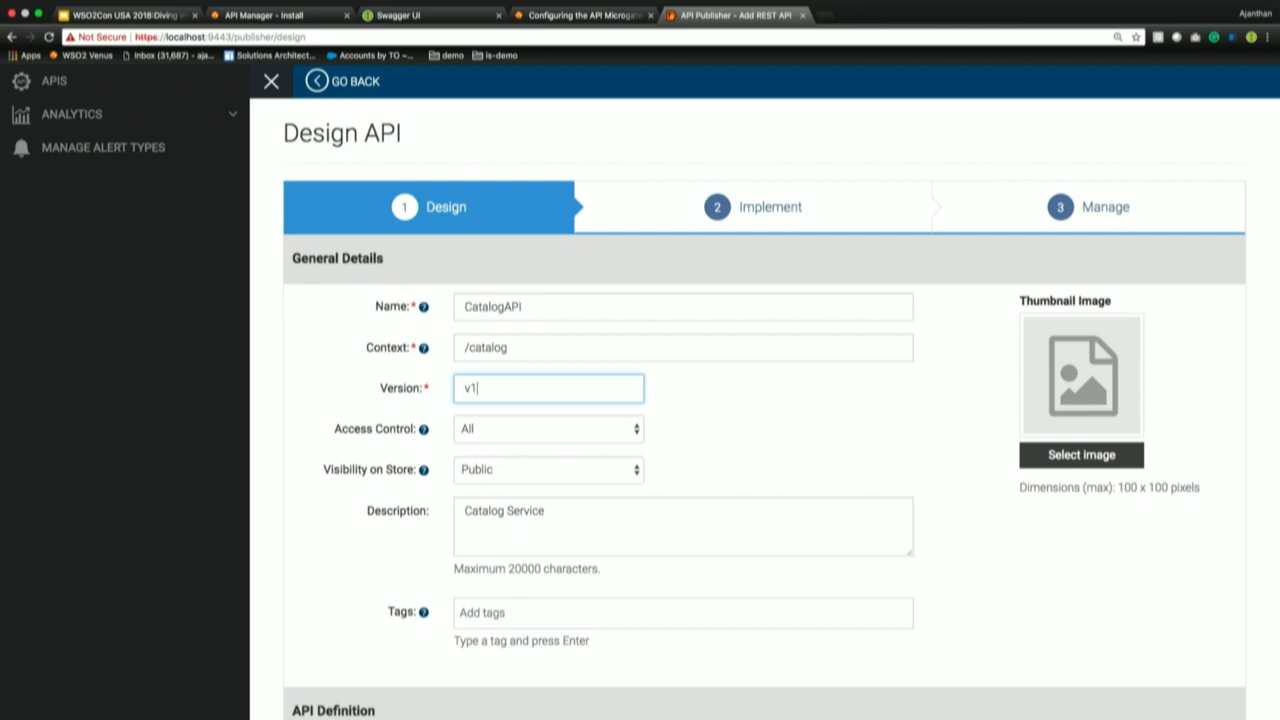 WSO2Con USA 2018:Diving
API Manager - Install
Swagger UI
Configuring the API Microgate
API Publisher - Add REST API
Ajanthan
Not Secure
https://localhost:9443/publisher/design
Apps
WSO2 Venus
Inbox (31,687) - aja...
Solutions Architect...
Accounts by TO –...
demo
is-demo
APIS
ANALYTICS
MANAGE ALERT TYPES
GO BACK
Design API
1 Design
2 Implement
3 Manage
General Details
Name:* CatalogAPI
Context:* /catalog
Version:* v1
Access Control: All
Visibility on Store: Public
Description: Catalog Service
Maximum 20000 characters.
Tags: Add tags
Type a tag and press Enter
Thumbnail Image
Select image
Dimensions (max): 100 x 100 pixels
API Definition